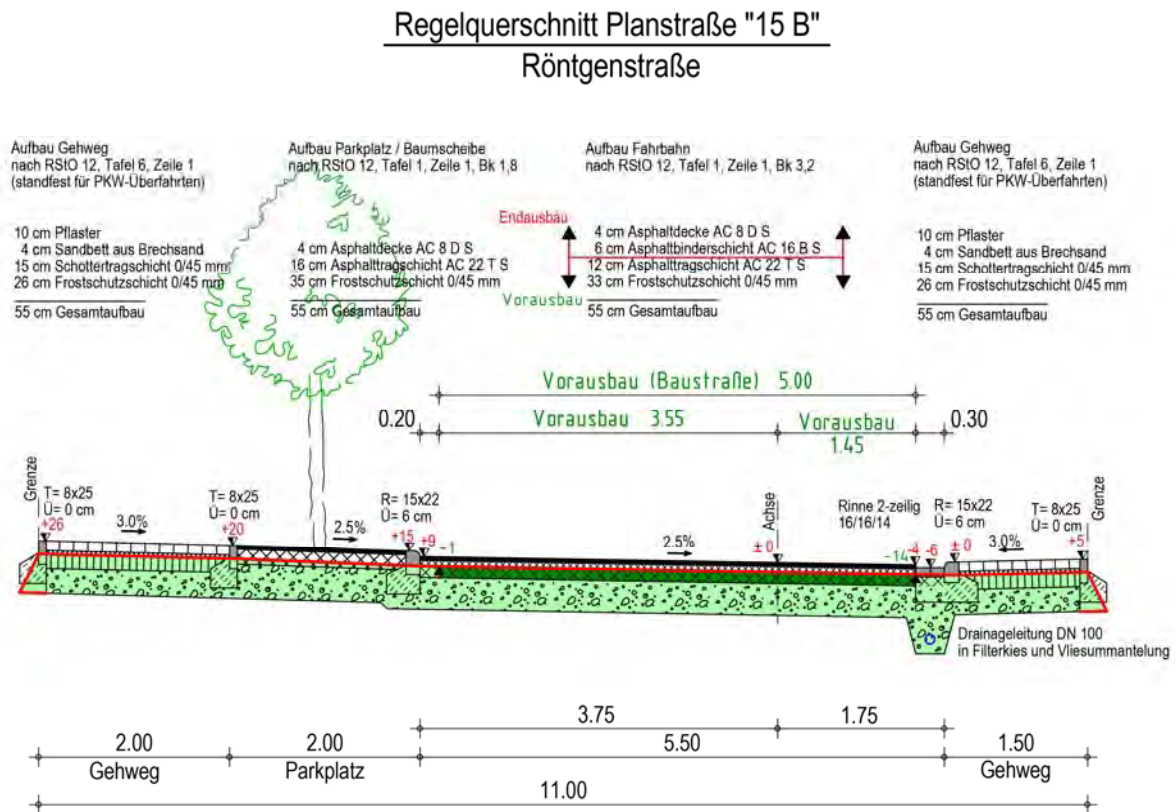 Regelquerschnitt Planstraße "15 B"
Röntgenstraße
Aufbau Gehweg
nach RStO 12, Tafel 6, Zeile 1
(standfest für PKW-Überfahrten)
10 cm Pflaster
4 cm Sandbett aus Brechsand
15 cm Schottertragschicht 0/45 mm
26 cm Frostschutzschicht 0/45 mm
55 cm Gesamtaufbau
Aufbau Parkplatz / Baumscheibe
nach RStO 12, Tafel 1, Zeile 1, Bk 1,8
4 cm Asphaltdecke AC 8 D S
16 cm Asphalttragschicht AC 22 T S
35 cm Frostschutzschicht 0/45 mm
55 cm Gesamtaufbau
Endausbau
Vorausbau
Aufbau Fahrbahn
nach RStO 12, Tafel 1, Zeile 1, Bk 3,2
4 cm Asphaltdecke AC 8 D S
6 cm Asphaltbinderschicht AC 16 B S
12 cm Asphalttragschicht AC 22 T S
33 cm Frostschutzschicht 0/45 mm
55 cm Gesamtaufbau
Aufbau Gehweg
nach RStO 12, Tafel 6, Zeile 1
(standfest für PKW-Überfahrten)
10 cm Pflaster
4 cm Sandbett aus Brechsand
15 cm Schottertragschicht 0/45 mm
26 cm Frostschutzschicht 0/45 mm
55 cm Gesamtaufbau
Vorausbau (Baustraße) 5.00
0.20
Vorausbau 3.55
Vorausbau
1.45
0.30
Grenze
T= 8x25
Ü= 0 cm
+26
3.0%
T= 8x25
Ü= 0 cm
+20
2.5%
R= 15x22
Ü= 6 cm
+15
+9
-1
2.5%
Achse
± 0
Rinne 2-zeilig
16/16/14
-14
-4
-6
R= 15x22
Ü= 6 cm
± 0
3.0%
T= 8x25
Ü= 0 cm
+5
Grenze
Drainageleitung DN 100
in Filterkies und Vliesummantelung
3.75
1.75
2.00
2.00
5.50
1.50
Gehweg
Parkplatz
Gehweg
11.00